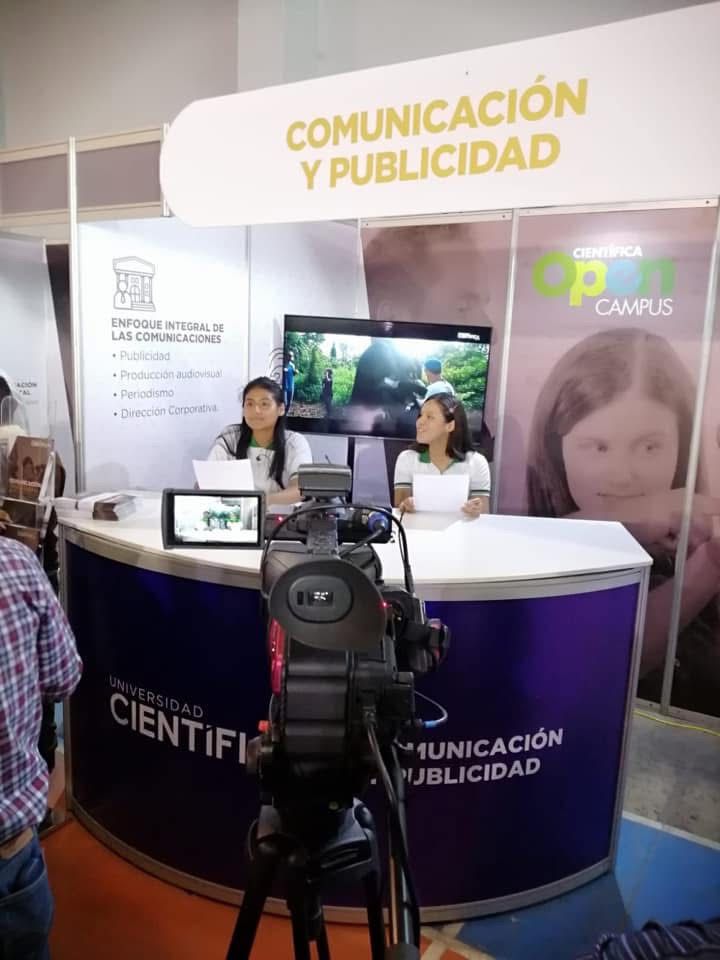 COMUNICACIÓN
Y PUBLICIDAD
CIENTÍFICA
Open
CAMPUS
ENFOQUE INTEGRAL DE
LAS COMUNICACIONES
• Publicidad
• Producción audiovisual
• Periodismo
• Dirección Corporativa.
UNIVERSIDAD
CIENTÍFI
MUNICACIÓN
PUBLICIDAD